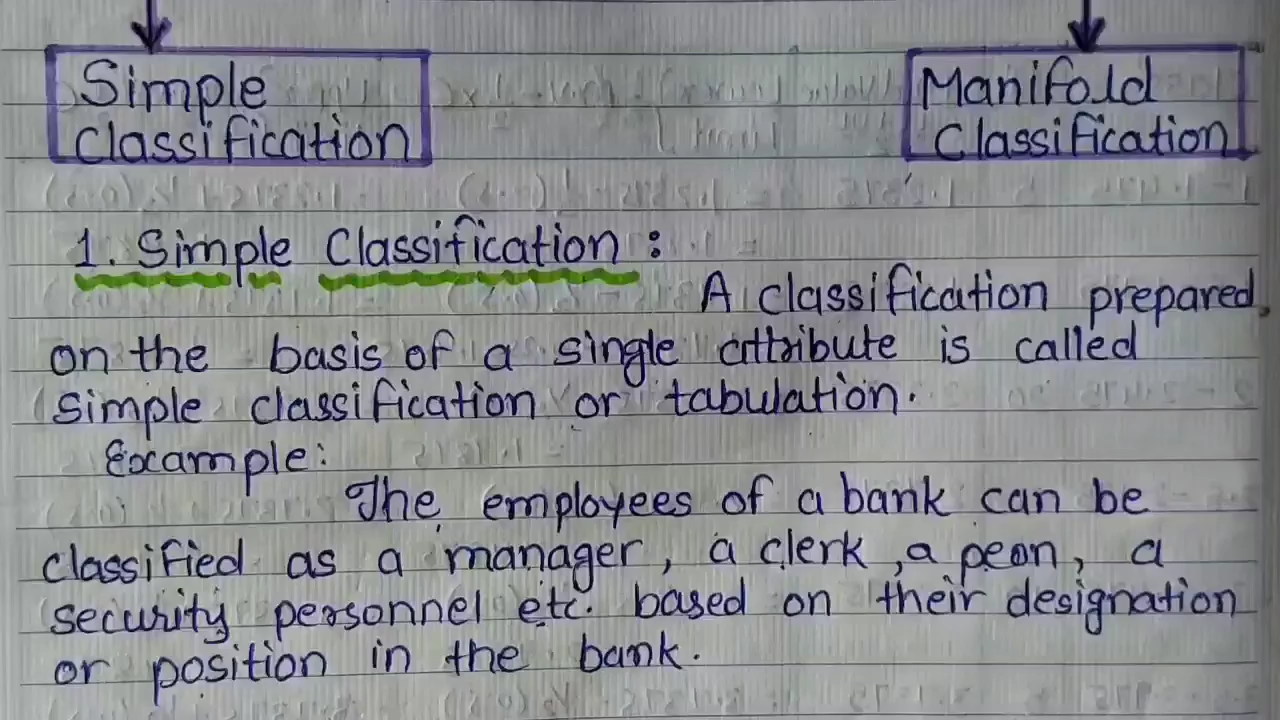 Simple
Classification
Manifold
Classification
1. Simple Classification :
A classification prepared
on the basis of a single attribute is called
simple classification or tabulation.
Example:
The employees of a bank can be
classified as a manager, a clerk, a peon, a
security personnel etc. based on their designation
or position in the bank.